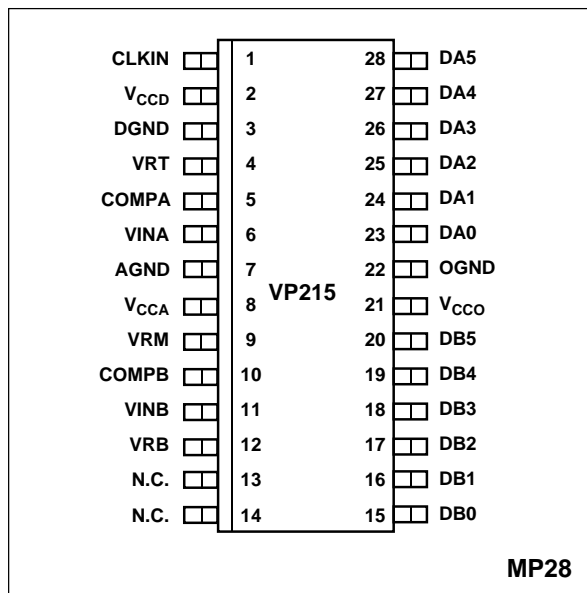 CLKIN 1 28 DA5
VCCD 2 27 DA4
DGND 3 26 DA3
VRT 4 25 DA2
COMPA 5 24 DA1
VINA 6 23 DA0
AGND 7 22 OGND
VP215
VCCA 8 21 VCCO
VRM 9 20 DB5
COMPB 10 19 DB4
VINB 11 18 DB3
VRB 12 17 DB2
N.C. 13 16 DB1
N.C. 14 15 DB0
MP28